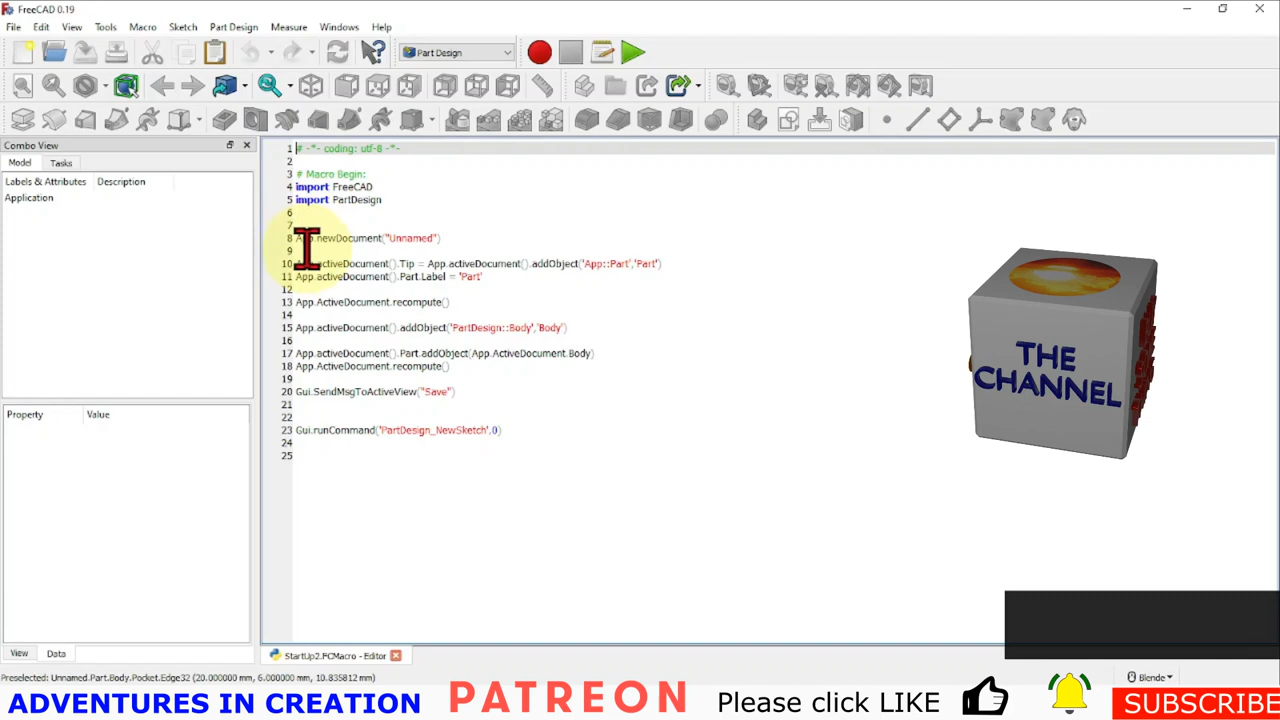 FreeCAD 0.19
File Edit View Tools Macro Sketch Part Design Measure Windows Help
Part Design
Combo View
Model Tasks
Labels & Attributes Description
Application
Property Value
View Data
1 # -*- coding: utf-8 -*-
2
3 # Macro Begin:
4 import FreeCAD
5 import PartDesign
6
7
8 App.newDocument("Unnamed")
9
10 App.activeDocument().Tip = App.activeDocument().addObject('App::Part','Part')
11 App.activeDocument().Part.Label = 'Part'
12
13 App.ActiveDocument.recompute()
14
15 App.activeDocument().addObject('PartDesign::Body','Body')
16
17 App.activeDocument().Part.addObject(App.ActiveDocument.Body)
18 App.ActiveDocument.recompute()
19
20 Gui.SendMsgToActiveView("Save")
21
22
23 Gui.runCommand('PartDesign_NewSketch',0)
24
25
THE
CHANNEL
StartUp2.FCMacro - Editor
Preselected: Unnamed.Part.Body.Pocket.Edge32 (20.000000 mm, 6.000000 mm, 10.835812 mm)
Blende
ADVENTURES IN CREATION PATREON Please click LIKE SUBSCRIBE